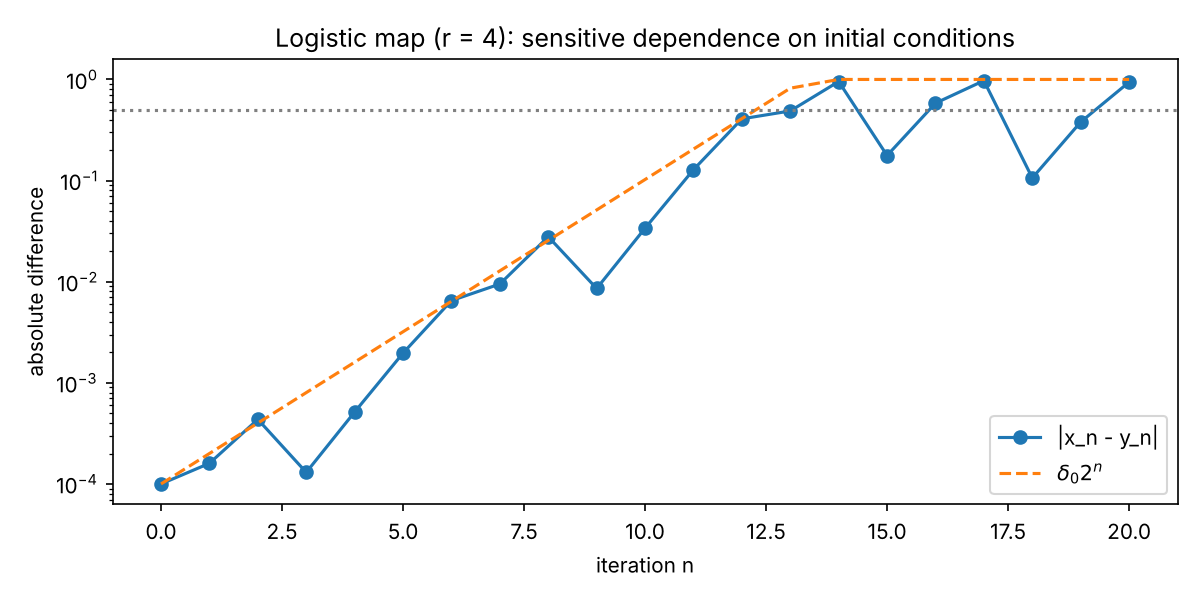 Logistic map (r = 4): sensitive dependence on initial conditions
absolute difference
10⁰
10⁻¹
10⁻²
10⁻³
10⁻⁴
0.0 2.5 5.0 7.5 10.0 12.5 15.0 17.5 20.0
iteration n
|x_n - y_n|
δ₀2ⁿ